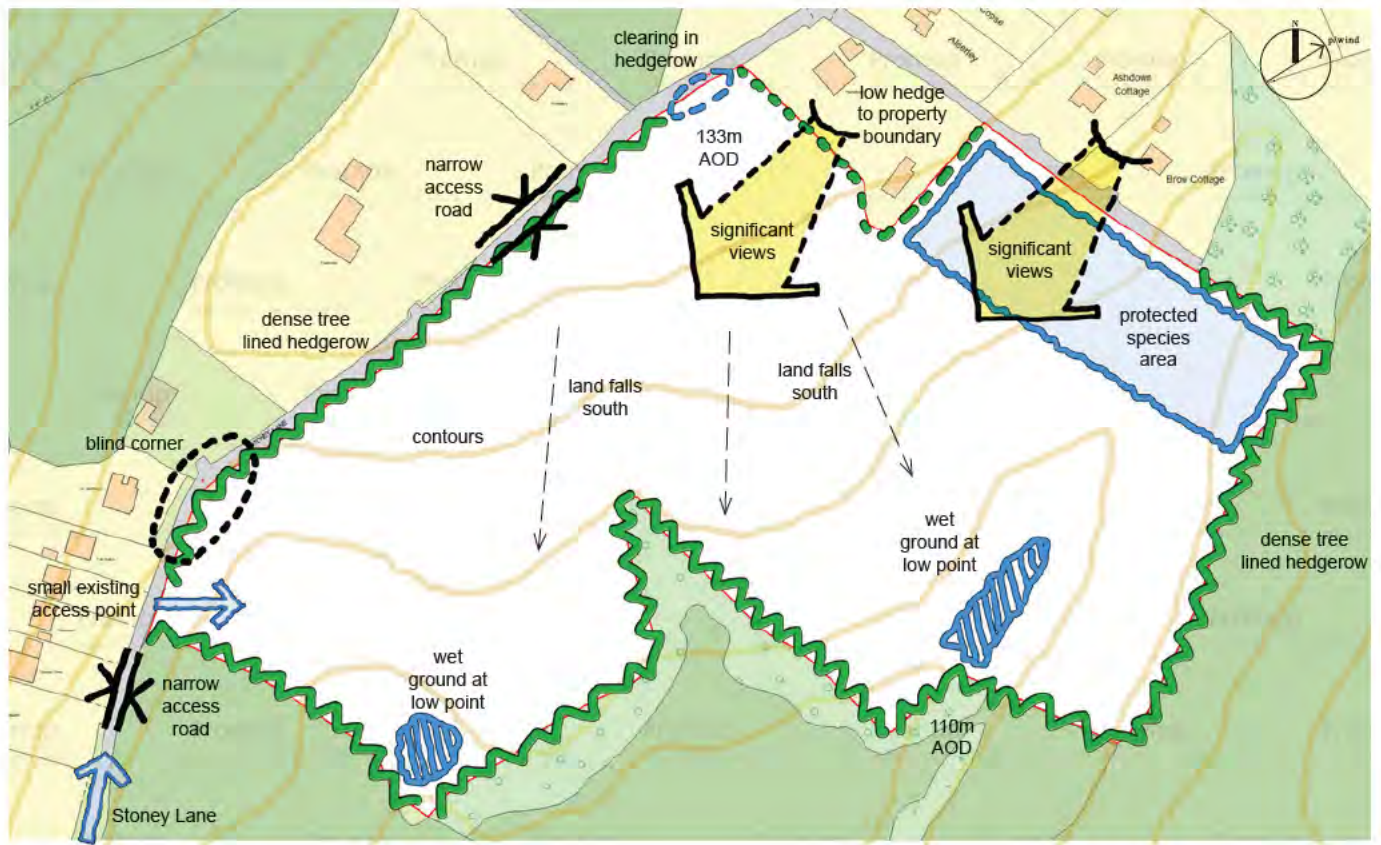 clearing in
hedgerow
Copse
Alderley
N
p/wind
Ashdown
Cottage
low hedge
to property
boundary
133m
AOD
narrow
access
road
Brow Cottage
significant
views
significant
views
protected
species
area
dense tree
lined hedgerow
land falls
south
land falls
south
contours
blind corner
wet
ground at
low point
dense tree
lined hedgerow
small existing
access point
wet
ground at
low point
narrow
access
road
110m
AOD
Stoney Lane